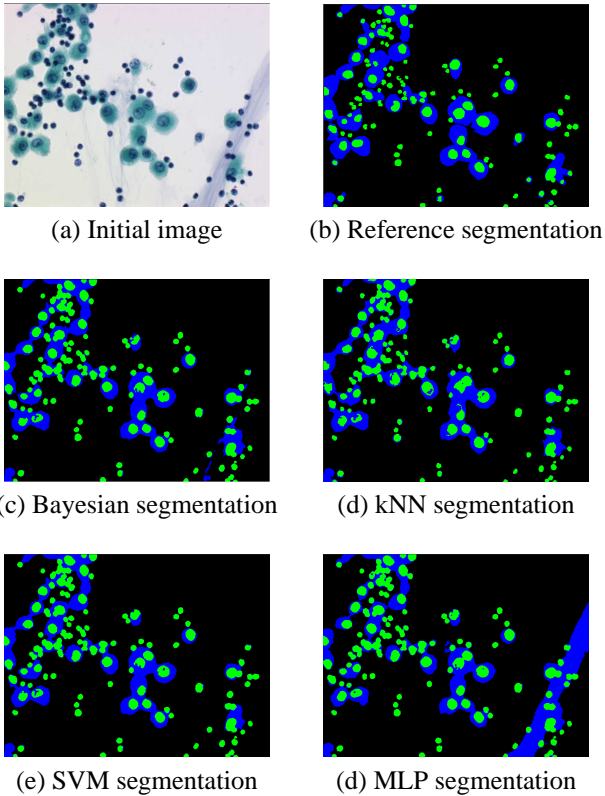 (a) Initial image
(b) Reference segmentation
(c) Bayesian segmentation
(d) kNN segmentation
(e) SVM segmentation
(d) MLP segmentation